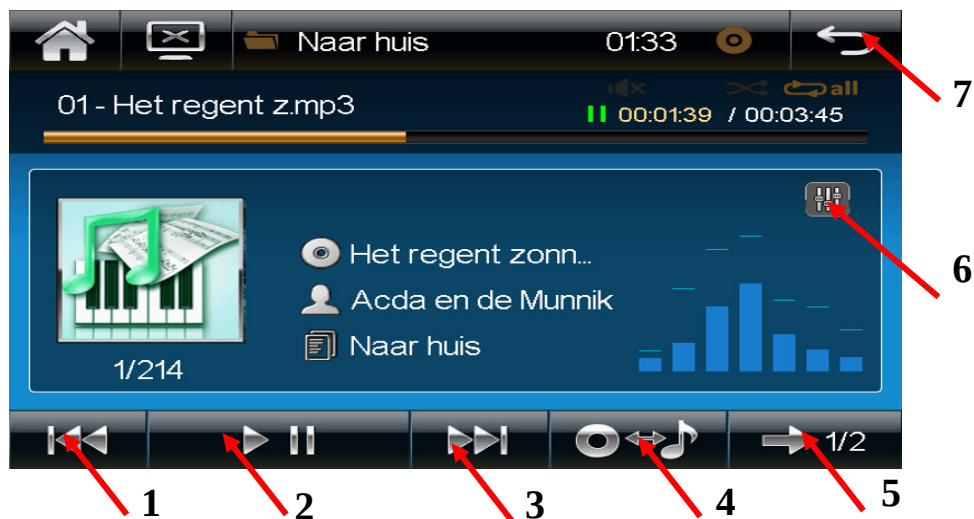 Naar huis 01:33
7
all
01 - Het regent z.mp3
00:01:39 / 00:03:45
6
Het regent zonn...
Acda en de Munnik
Naar huis
1/214
1/2
1 2 3 4 5